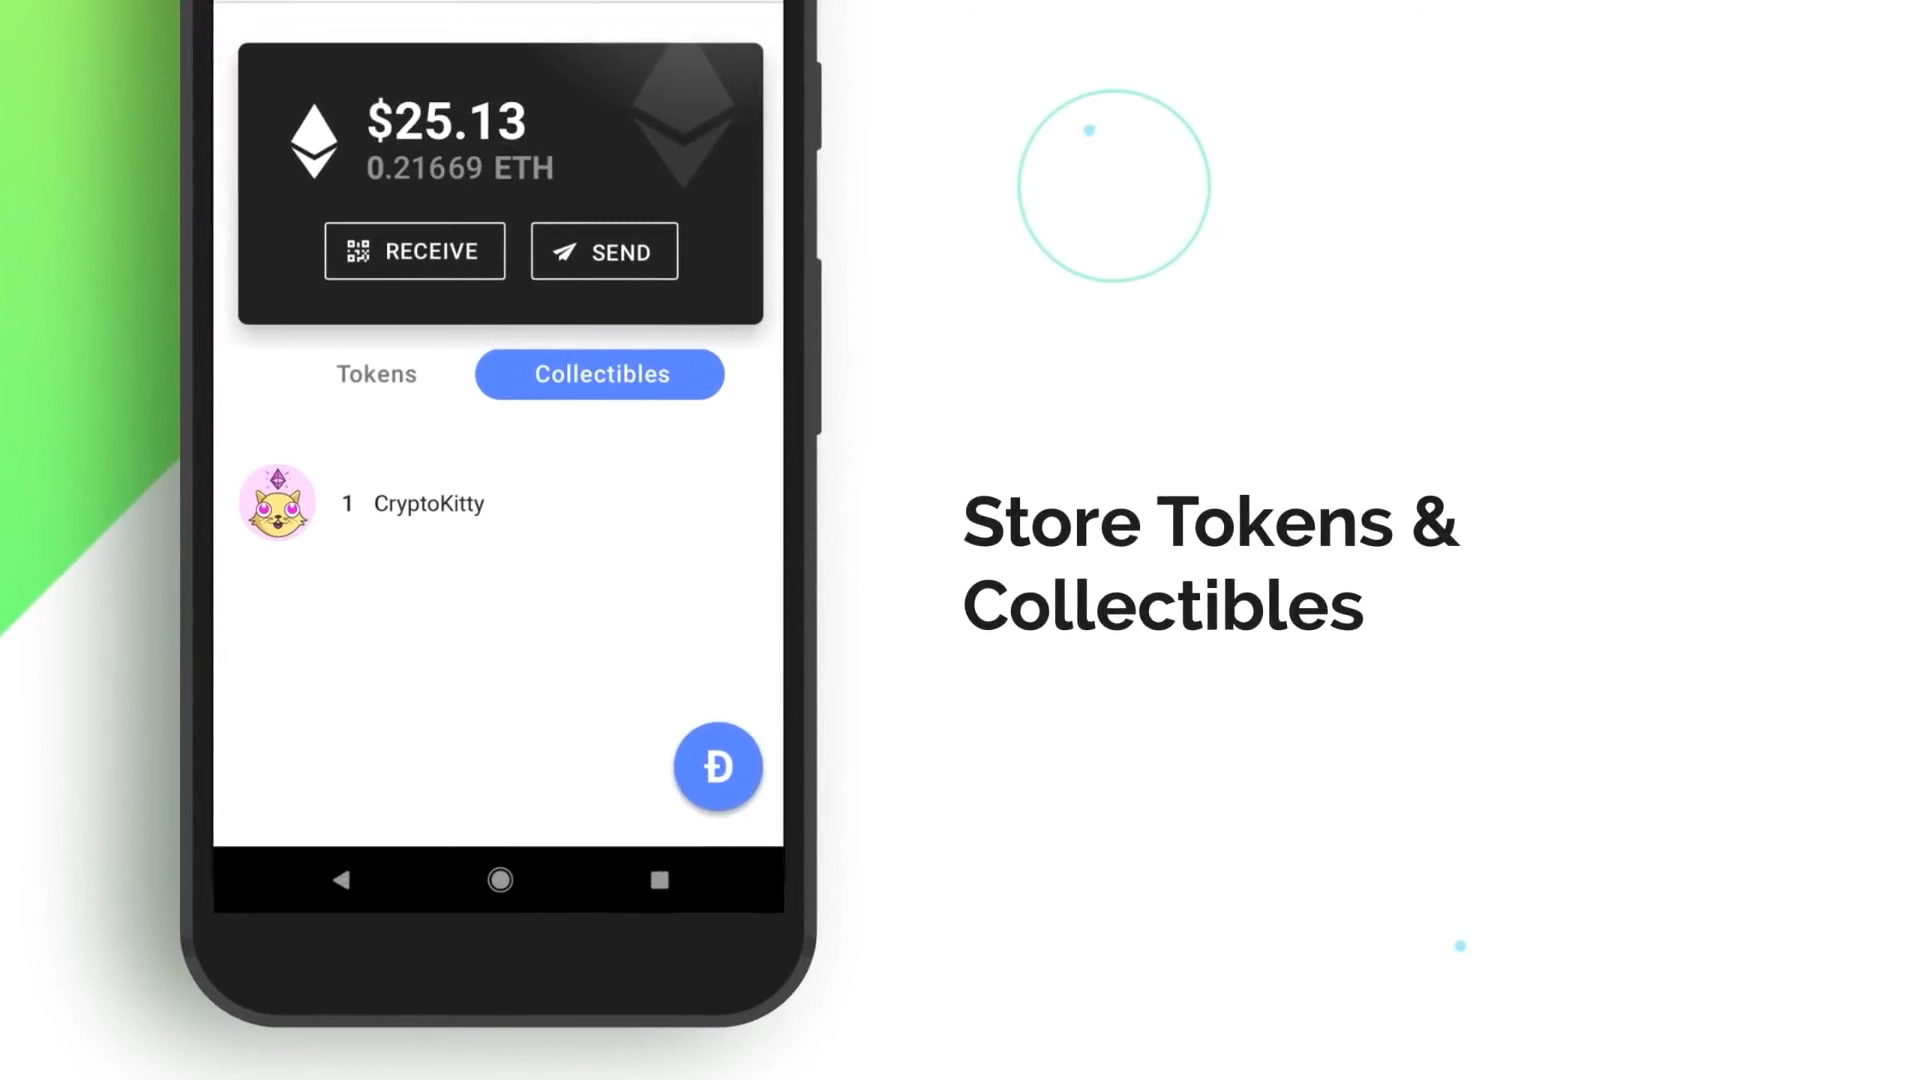 $25.13
0.21669 ETH
RECEIVE
SEND
Tokens
Collectibles
1 CryptoKitty
Đ
Store Tokens &
Collectibles